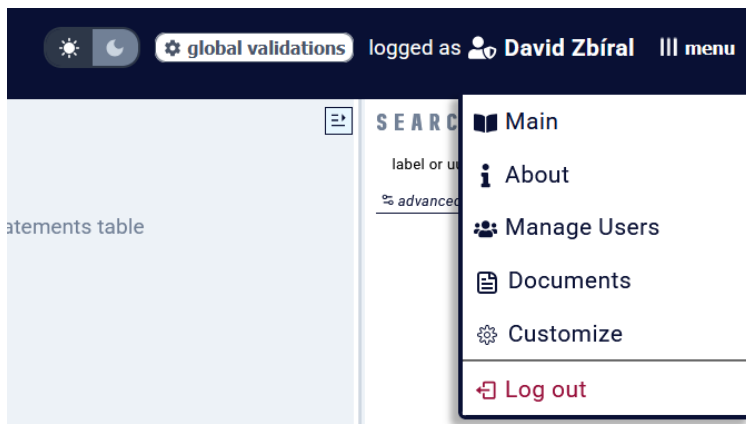 global validations
logged as David Zbíral
menu
SEARC
label or u
advanced
atements table
Main
About
Manage Users
Documents
Customize
Log out